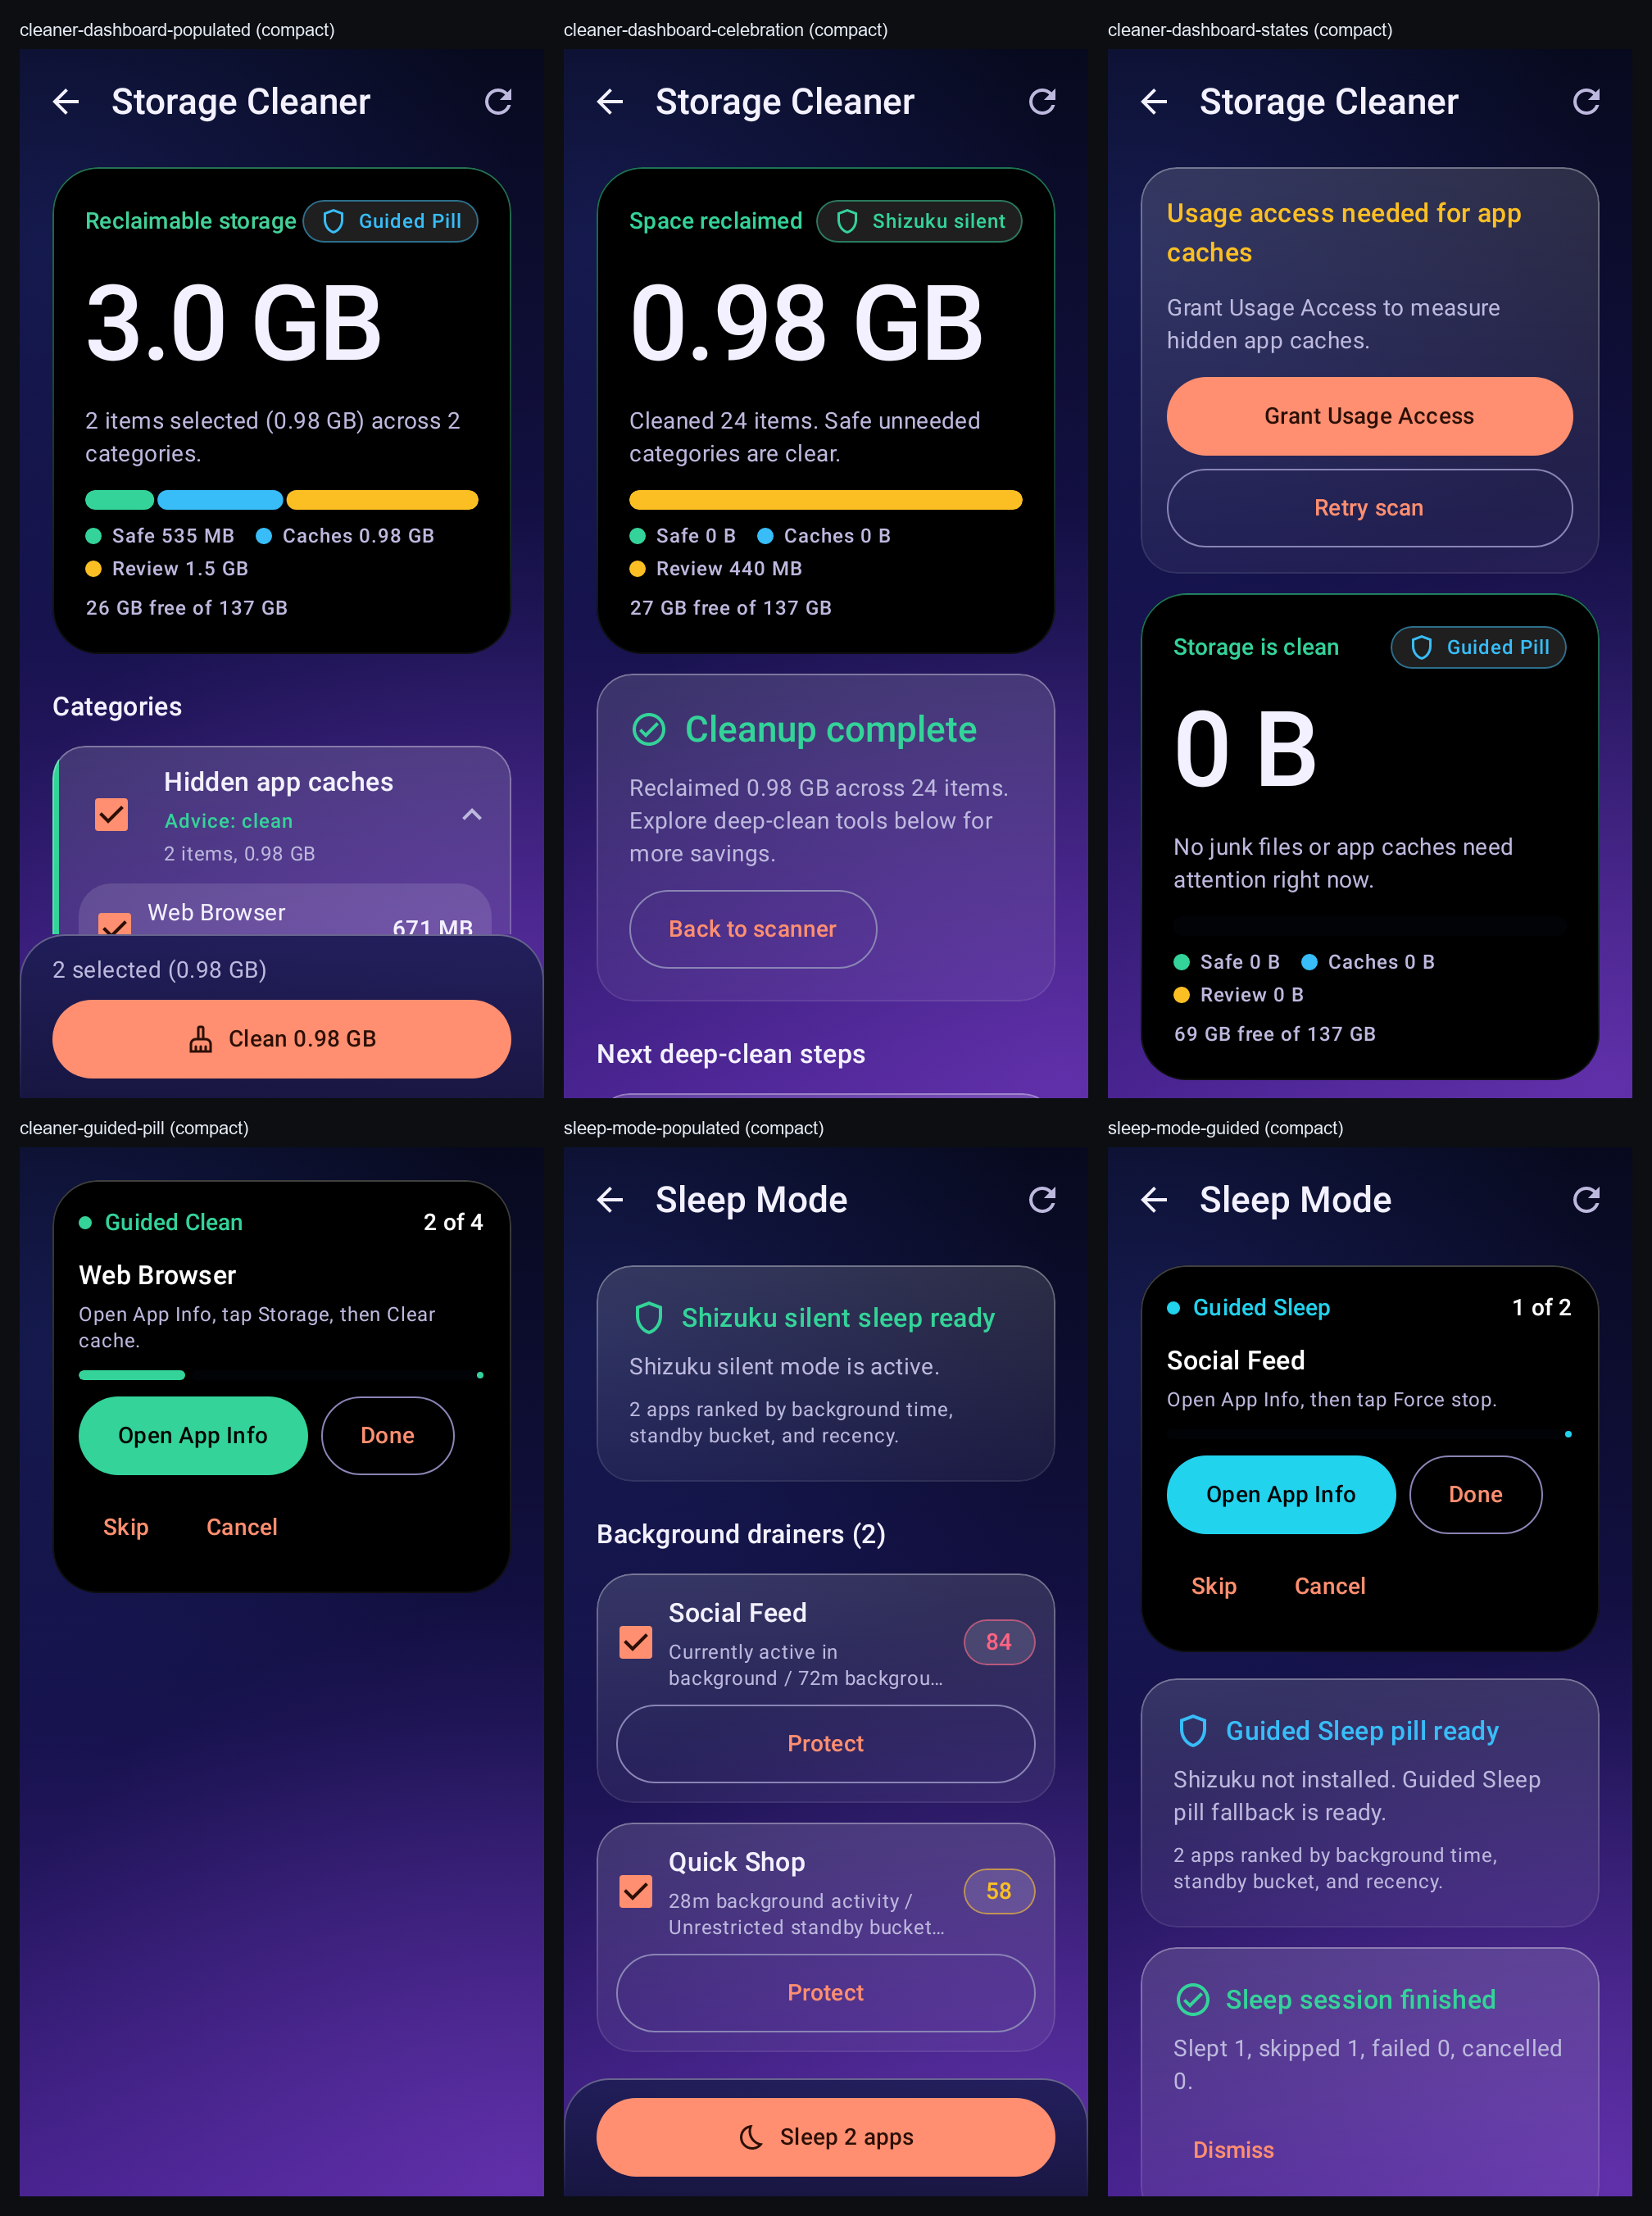 cleaner-dashboard-populated (compact)
Storage Cleaner
Reclaimable storage
Guided Pill
3.0 GB
2 items selected (0.98 GB) across 2
categories.
Safe 535 MB
Caches 0.98 GB
Review 1.5 GB
26 GB free of 137 GB
Categories
Hidden app caches
Advice: clean
2 items, 0.98 GB
Web Browser
671 MB
2 selected (0.98 GB)
Clean 0.98 GB
cleaner-dashboard-celebration (compact)
Storage Cleaner
Space reclaimed
Shizuku silent
0.98 GB
Cleaned 24 items. Safe unneeded
categories are clear.
Safe 0 B
Caches 0 B
Review 440 MB
27 GB free of 137 GB
Cleanup complete
Reclaimed 0.98 GB across 24 items.
Explore deep-clean tools below for
more savings.
Back to scanner
Next deep-clean steps
cleaner-dashboard-states (compact)
Storage Cleaner
Usage access needed for app
caches
Grant Usage Access to measure
hidden app caches.
Grant Usage Access
Retry scan
Storage is clean
Guided Pill
0 B
No junk files or app caches need
attention right now.
Safe 0 B
Caches 0 B
Review 0 B
69 GB free of 137 GB
cleaner-guided-pill (compact)
Guided Clean
2 of 4
Web Browser
Open App Info, tap Storage, then Clear
cache.
Open App Info
Done
Skip
Cancel
sleep-mode-populated (compact)
Sleep Mode
Shizuku silent sleep ready
Shizuku silent mode is active.
2 apps ranked by background time,
standby bucket, and recency.
Background drainers (2)
Social Feed
Currently active in
background / 72m backgrou…
84
Protect
Quick Shop
28m background activity /
Unrestricted standby bucket…
58
Protect
Sleep 2 apps
sleep-mode-guided (compact)
Sleep Mode
Guided Sleep
1 of 2
Social Feed
Open App Info, then tap Force stop.
Open App Info
Done
Skip
Cancel
Guided Sleep pill ready
Shizuku not installed. Guided Sleep
pill fallback is ready.
2 apps ranked by background time,
standby bucket, and recency.
Sleep session finished
Slept 1, skipped 1, failed 0, cancelled
0.
Dismiss